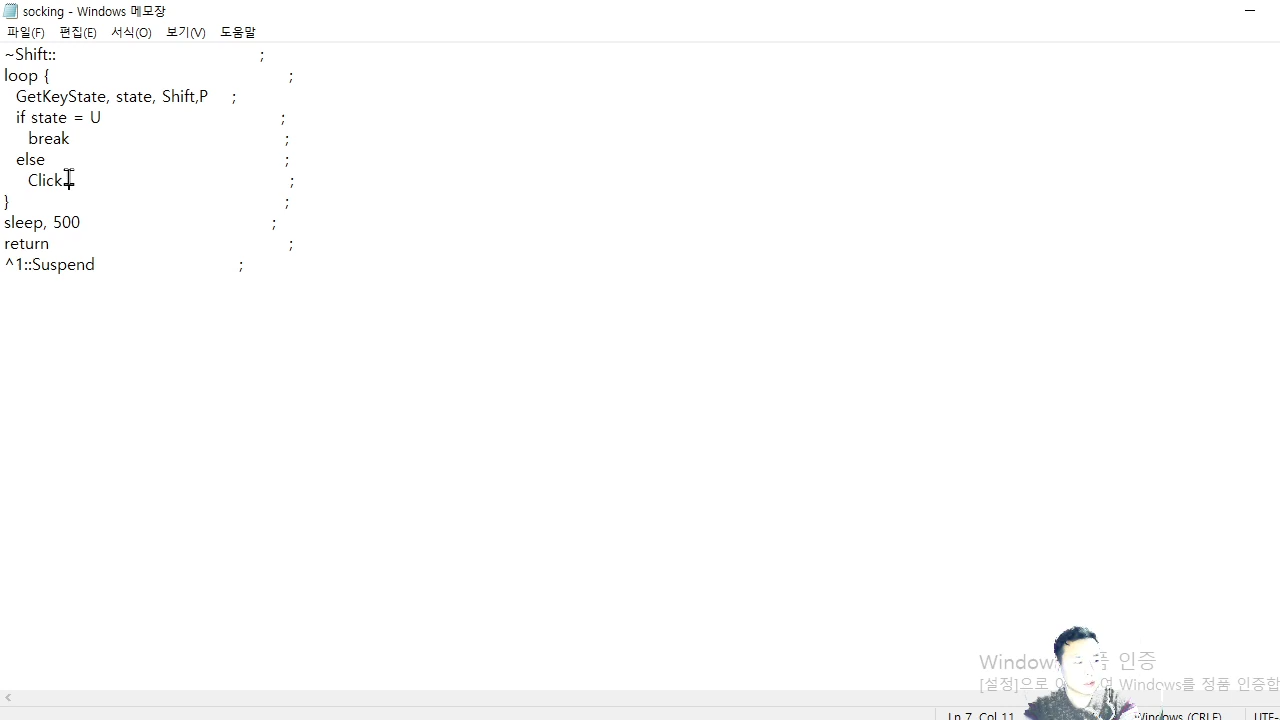 socking - Windows 메모장
파일(F) 편집(E) 서식(O) 보기(V) 도움말
~Shift:: ;
loop { ;
GetKeyState, state, Shift,P ;
if state = U ;
break ;
else ;
Click ;
} ;
sleep, 500 ;
return ;
^1::Suspend ;
Windows 인증
[설정]으로 Windows를 정품 인증합
Ln 7, Col 11 Windows (CRLF) UTF-